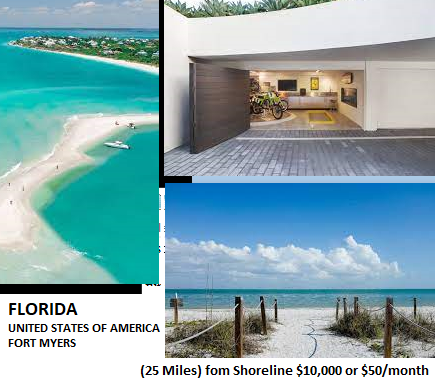 FLORIDA
UNITED STATES OF AMERICA
FORT MYERS
(25 Miles) fom Shoreline $10,000 or $50/month